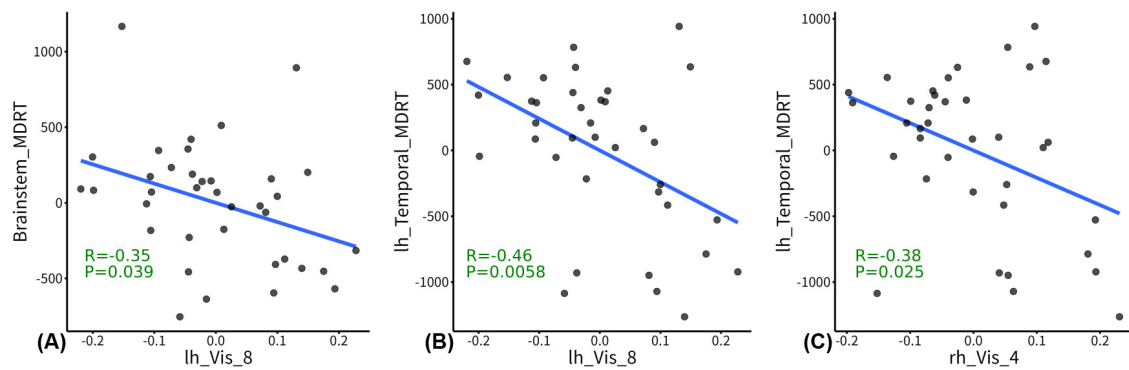 1000
500
0
-500
Brainstem_MDRT
R=-0.35
P=0.039
-0.2
-0.1
0.0
0.1
0.2
lh_Vis_8
(A)
1000
500
0
-500
-1000
lh_Temporal_MDRT
R=-0.46
P=0.0058
-0.2
-0.1
0.0
0.1
0.2
lh_Vis_8
(B)
1000
500
0
-500
-1000
lh_Temporal_MDRT
R=-0.38
P=0.025
-0.2
-0.1
0.0
0.1
0.2
rh_Vis_4
(C)